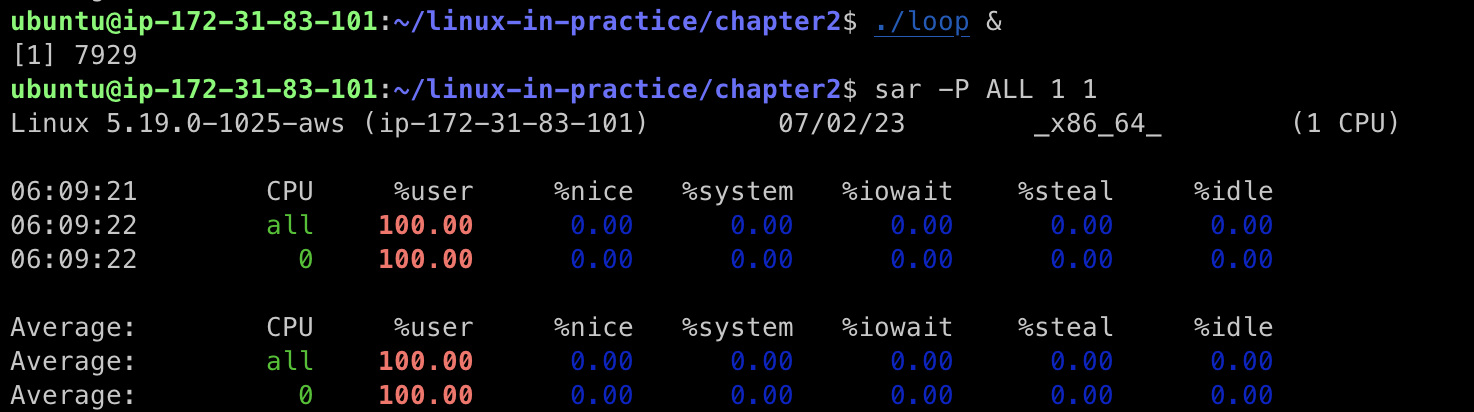 ubuntu@ip-172-31-83-101:~/linux-in-practice/chapter2$ ./loop &
[1] 7929
ubuntu@ip-172-31-83-101:~/linux-in-practice/chapter2$ sar -P ALL 1 1
Linux 5.19.0-1025-aws (ip-172-31-83-101) 07/02/23 _x86_64_ (1 CPU)
06:09:21 CPU %user %nice %system %iowait %steal %idle
06:09:22 all 100.00 0.00 0.00 0.00 0.00 0.00
06:09:22 0 100.00 0.00 0.00 0.00 0.00 0.00
Average: CPU %user %nice %system %iowait %steal %idle
Average: all 100.00 0.00 0.00 0.00 0.00 0.00
Average: 0 100.00 0.00 0.00 0.00 0.00 0.00